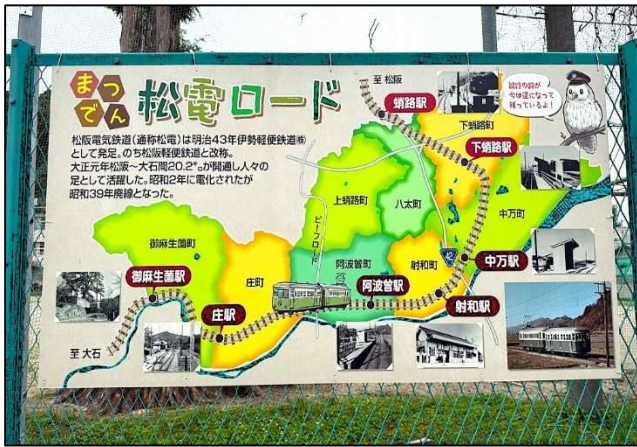 まつでん
松電ロード
松阪電気鉄道(通称松電)は明治43年伊勢軽便鉄道㈱
として発足。のち松阪軽便鉄道と改称。
大正元年松阪～大石間20.2㌔が開通し人々の
足として活躍した。昭和2年に電化されたが
昭和39年廃線となった。
至 松阪
蛸路駅
線路の跡が
今は道になって
残っているよ!
下蛸路町
下蛸路駅
上蛸路町
八太町
中万町
ビーフロード
42
中万駅
御麻生薗町
御麻生薗駅
庄町
阿波曽町
射和町
阿波曽駅
射和駅
庄駅
至 大石